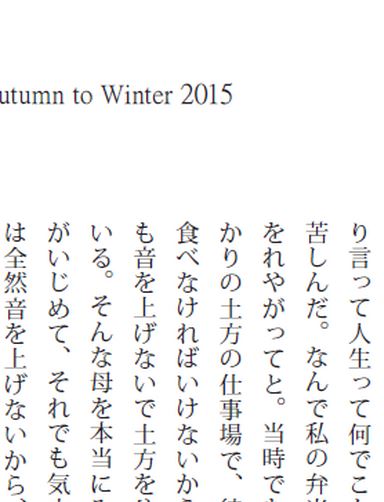 utumn to Winter 2015
り言って人生って何でこ
苦しんだ。なんで私の弁当
をれやがってと。当時で
かりの土方の仕事場で、
食べなければいけないか
も音を上げないで土方を
いる。そんな母を本当に
がいじめて、それでも気
は全然音を上げないから、